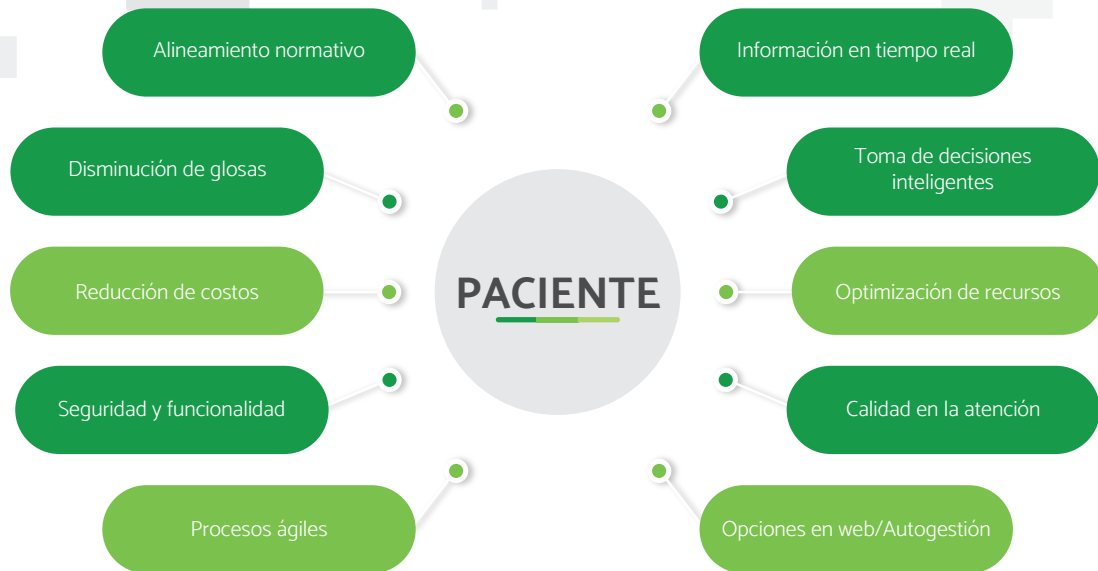 Alineamiento normativo
Disminución de glosas
Reducción de costos
Seguridad y funcionalidad
Procesos ágiles
PACIENTE
Información en tiempo real
Toma de decisiones
inteligentes
Optimización de recursos
Calidad en la atención
Opciones en web/Autogestión